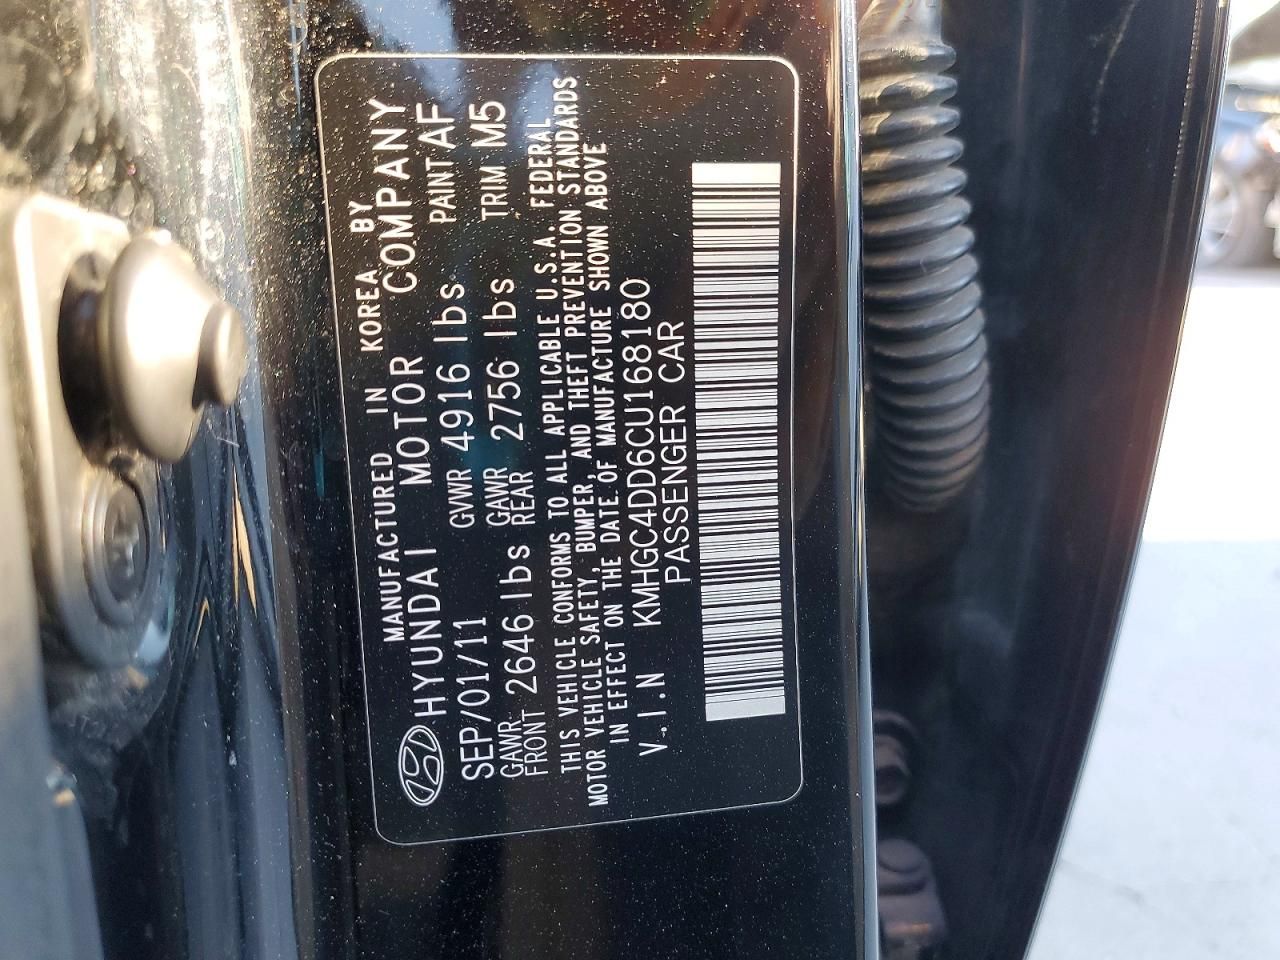 MANUFACTURED IN KOREA BY
HYUNDAI MOTOR COMPANY
SEP/01/11 GVWR 4916 lbs PAINT AF
GAWR FRONT 2646 lbs GAWR REAR 2756 lbs TRIM M5
THIS VEHICLE CONFORMS TO ALL APPLICABLE U.S.A. FEDERAL
MOTOR VEHICLE SAFETY, BUMPER, AND THEFT PREVENTION STANDARDS
IN EFFECT ON THE DATE OF MANUFACTURE SHOWN ABOVE
V.I.N KMHGC4DD6CU168180
PASSENGER CAR